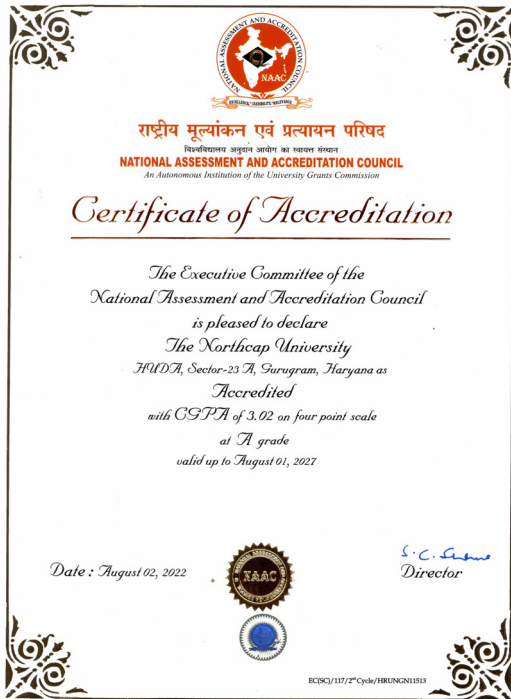 NATIONAL ASSESSMENT AND ACCREDITATION COUNCIL
NAAC
राष्ट्रीय मूल्यांकन एवं प्रत्यायन परिषद
विश्वविद्यालय अनुदान आयोग का स्वायत्त संस्थान
NATIONAL ASSESSMENT AND ACCREDITATION COUNCIL
An Autonomous Institution of the University Grants Commission
Certificate of Accreditation
The Executive Committee of the
National Assessment and Accreditation Council
is pleased to declare
The Northcap University
HUDA, Sector-23 A, Gurugram, Haryana as
Accredited
with CGPA of 3.02 on four point scale
at A grade
valid up to August 01, 2027
Date : August 02, 2022
NAAC
Director
EC(SC)/117/2nd Cycle/HRUNGN11513